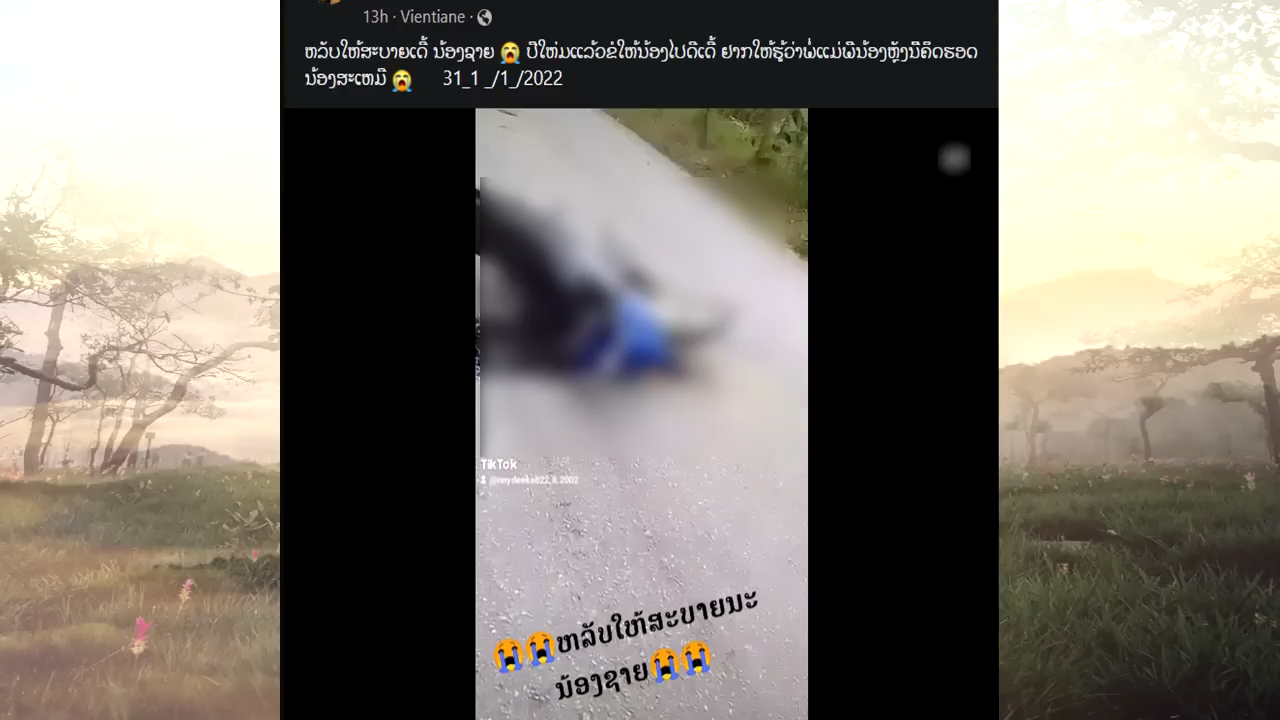 13h · Vientiane ·
ຫລັບໃຫ້ສະບາຍເດີ້ ນ້ອງຊາຍ 😭 ປີໃຫ່ມແລ້ວຂໍໃຫ້ນ້ອງໄປດີເດີ້ ຢາກໃຫ້ຮູ້ວ່າພໍ່ແມ່ພີນ້ອງຫຼັງນີ້ຄິດຮອດ
ນ້ອງສະເຫມີ 😭 31_1 _/1_/2022
TikTok
😭😭ຫລັບໃຫ້ສະບາຍນະ
ນ້ອງຊາຍ😭😭